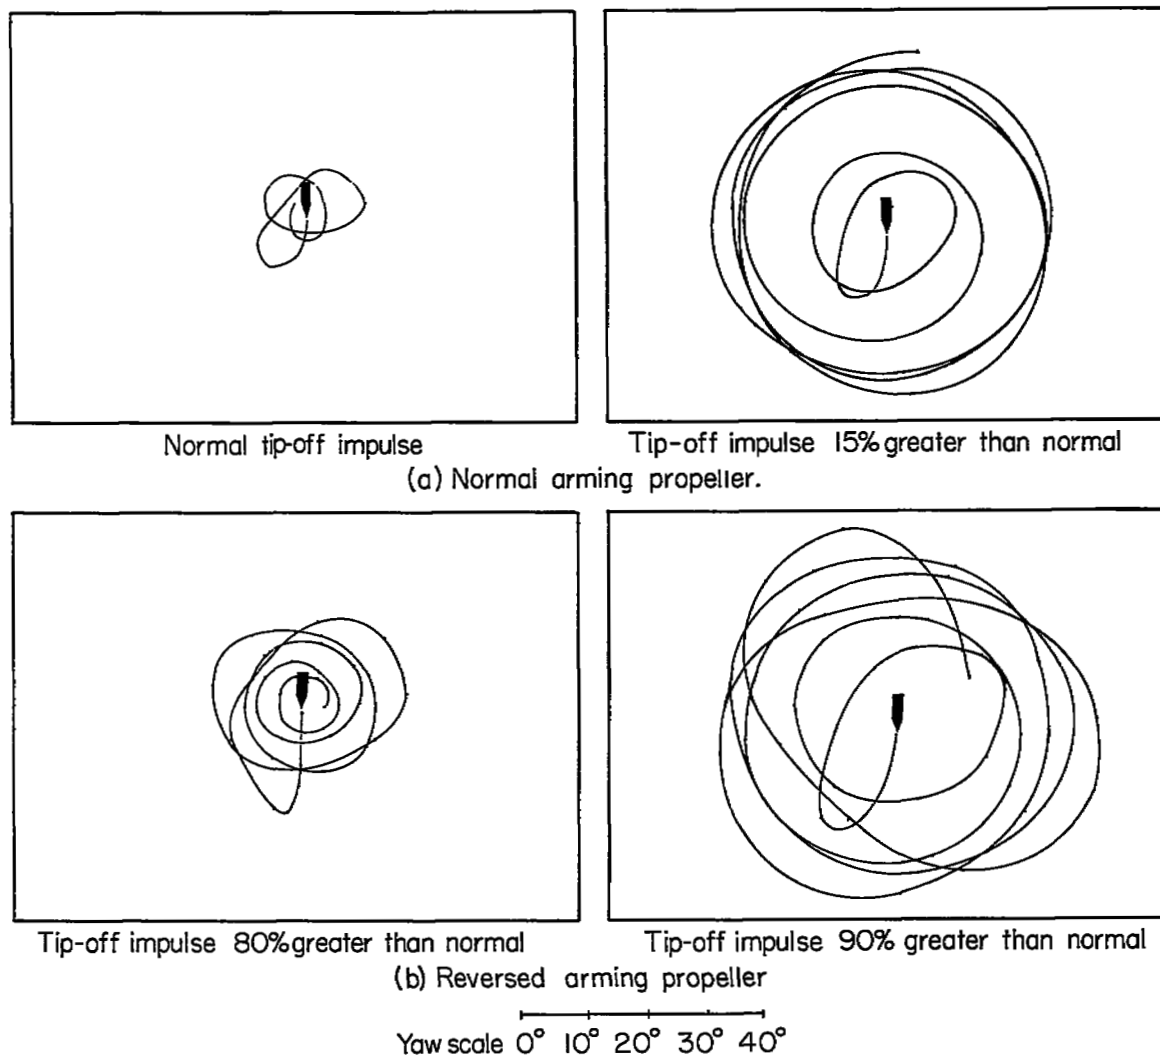 Normal tip-off impulse
Tip-off impulse 15% greater than normal
(a) Normal arming propeller.
Tip-off impulse 80% greater than normal
Tip-off impulse 90% greater than normal
(b) Reversed arming propeller
Yaw scale 0° 10° 20° 30° 40°